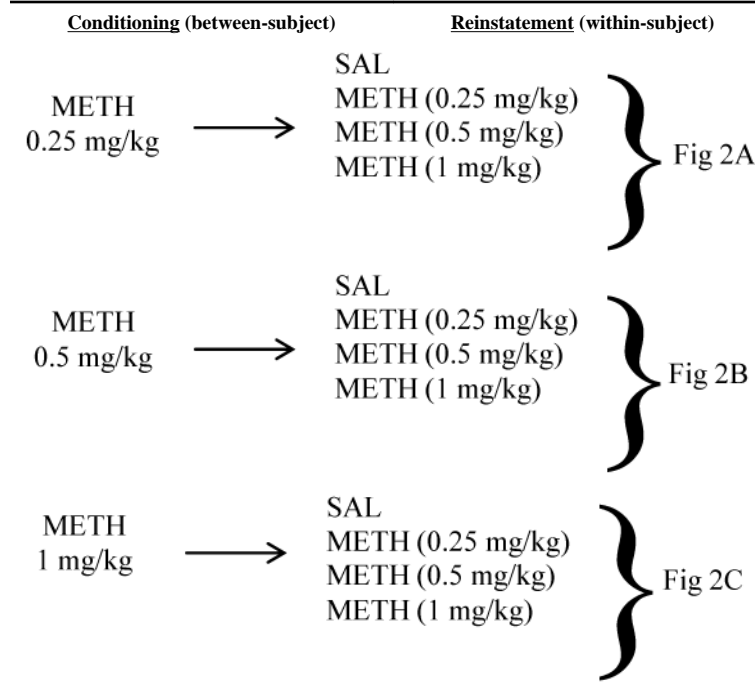 Conditioning (between-subject) Reinstatement (within-subject)
METH
0.25 mg/kg
SAL
METH (0.25 mg/kg)
METH (0.5 mg/kg)
METH (1 mg/kg)
Fig 2A
METH
0.5 mg/kg
SAL
METH (0.25 mg/kg)
METH (0.5 mg/kg)
METH (1 mg/kg)
Fig 2B
METH
1 mg/kg
SAL
METH (0.25 mg/kg)
METH (0.5 mg/kg)
METH (1 mg/kg)
Fig 2C